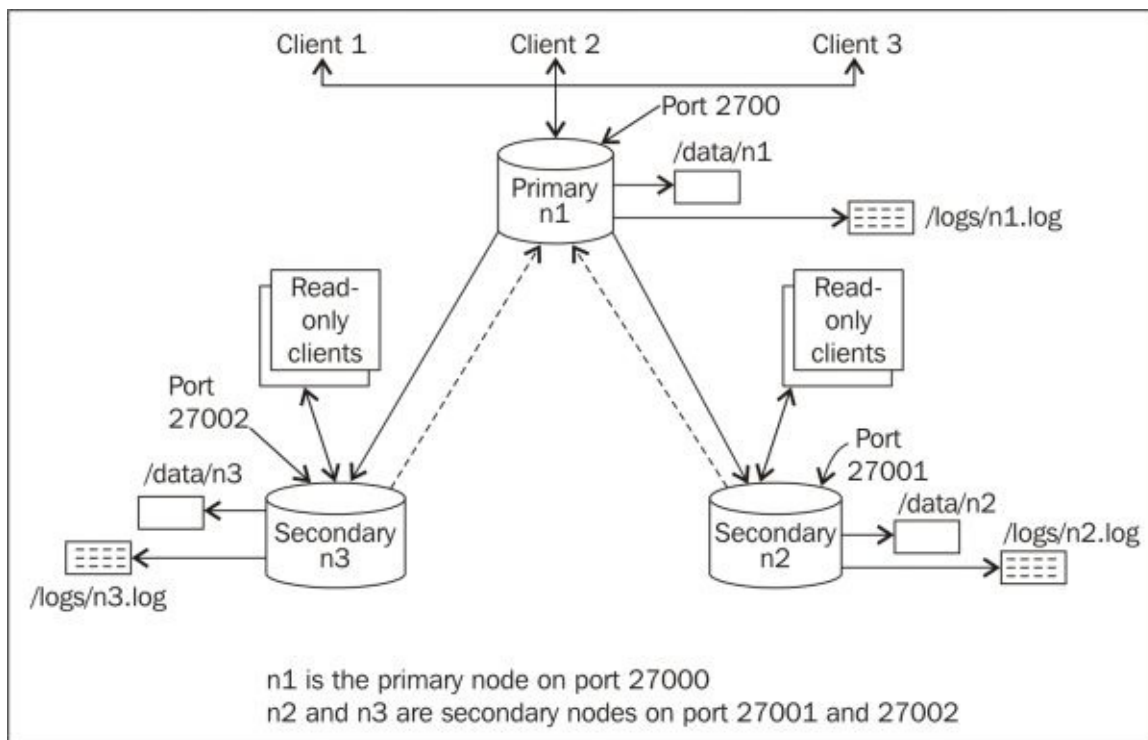 Client 1
Client 2
Client 3
Port 2700
/data/n1
Primary
n1
/logs/n1.log
Read-
only
clients
Read-
only
clients
Port
27002
Port
27001
/data/n3
/data/n2
Secondary
n3
Secondary
n2
/logs/n2.log
/logs/n3.log
n1 is the primary node on port 27000
n2 and n3 are secondary nodes on port 27001 and 27002